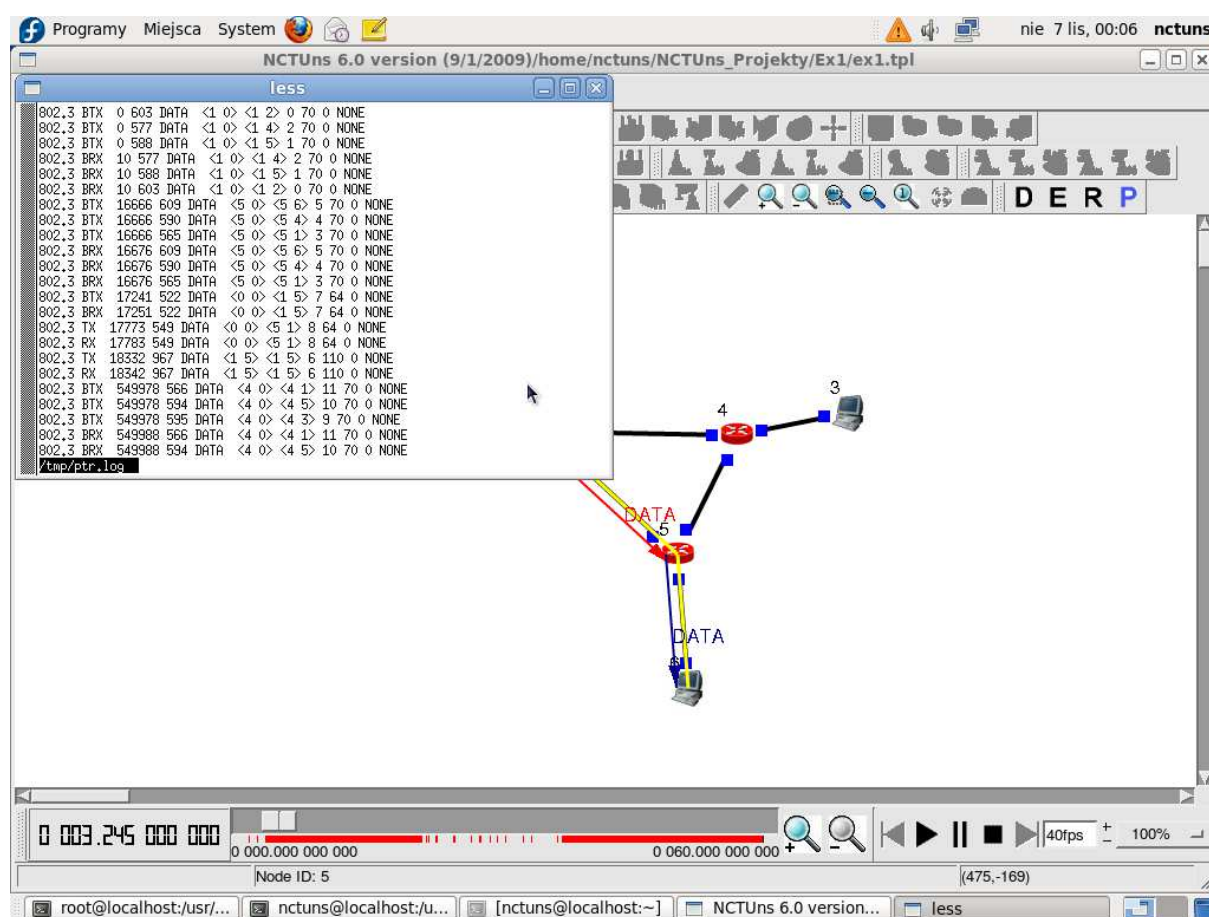 Programy Miejsca System nie 7 lis, 00:06 nctuns
NCTUns 6.0 version (9/1/2009)/home/nctuns/NCTUns_Projekty/Ex1/ex1.tpl
less
802.3 BTX 0 603 DATA <1 0> <1 2> 0 70 0 NONE
802.3 BTX 0 577 DATA <1 0> <1 4> 2 70 0 NONE
802.3 BTX 0 588 DATA <1 0> <1 5> 1 70 0 NONE
802.3 BRX 10 577 DATA <1 0> <1 4> 2 70 0 NONE
802.3 BRX 10 588 DATA <1 0> <1 5> 1 70 0 NONE
802.3 BRX 10 603 DATA <1 0> <1 2> 0 70 0 NONE
802.3 BTX 16666 609 DATA <5 0> <5 6> 5 70 0 NONE
802.3 BTX 16666 590 DATA <5 0> <5 4> 4 70 0 NONE
802.3 BTX 16666 565 DATA <5 0> <5 1> 3 70 0 NONE
802.3 BRX 16676 609 DATA <5 0> <5 6> 5 70 0 NONE
802.3 BRX 16676 590 DATA <5 0> <5 4> 4 70 0 NONE
802.3 BRX 16676 565 DATA <5 0> <5 1> 3 70 0 NONE
802.3 BTX 17241 522 DATA <0 0> <1 5> 7 64 0 NONE
802.3 BRX 17251 522 DATA <0 0> <1 5> 7 64 0 NONE
802.3 TX 17773 549 DATA <0 0> <5 1> 8 64 0 NONE
802.3 RX 17783 549 DATA <0 0> <5 1> 8 64 0 NONE
802.3 TX 18332 967 DATA <1 5> <1 5> 6 110 0 NONE
802.3 RX 18342 967 DATA <1 5> <1 5> 6 110 0 NONE
802.3 BTX 549978 566 DATA <4 0> <4 1> 11 70 0 NONE
802.3 BTX 549978 594 DATA <4 0> <4 5> 10 70 0 NONE
802.3 BTX 549978 595 DATA <4 0> <4 3> 9 70 0 NONE
802.3 BRX 549988 566 DATA <4 0> <4 1> 11 70 0 NONE
802.3 BRX 549988 594 DATA <4 0> <4 5> 10 70 0 NONE
/tmp/ptr.log
D E R P
3
4
DATA
5
DATA
6
0 003.245 000 000
0 000.000 000 000 0 060.000 000 000
40fps
100%
Node ID: 5 (475,-169)
root@localhost:/usr/... nctuns@localhost:/u... [nctuns@localhost:~] NCTUns 6.0 version... less